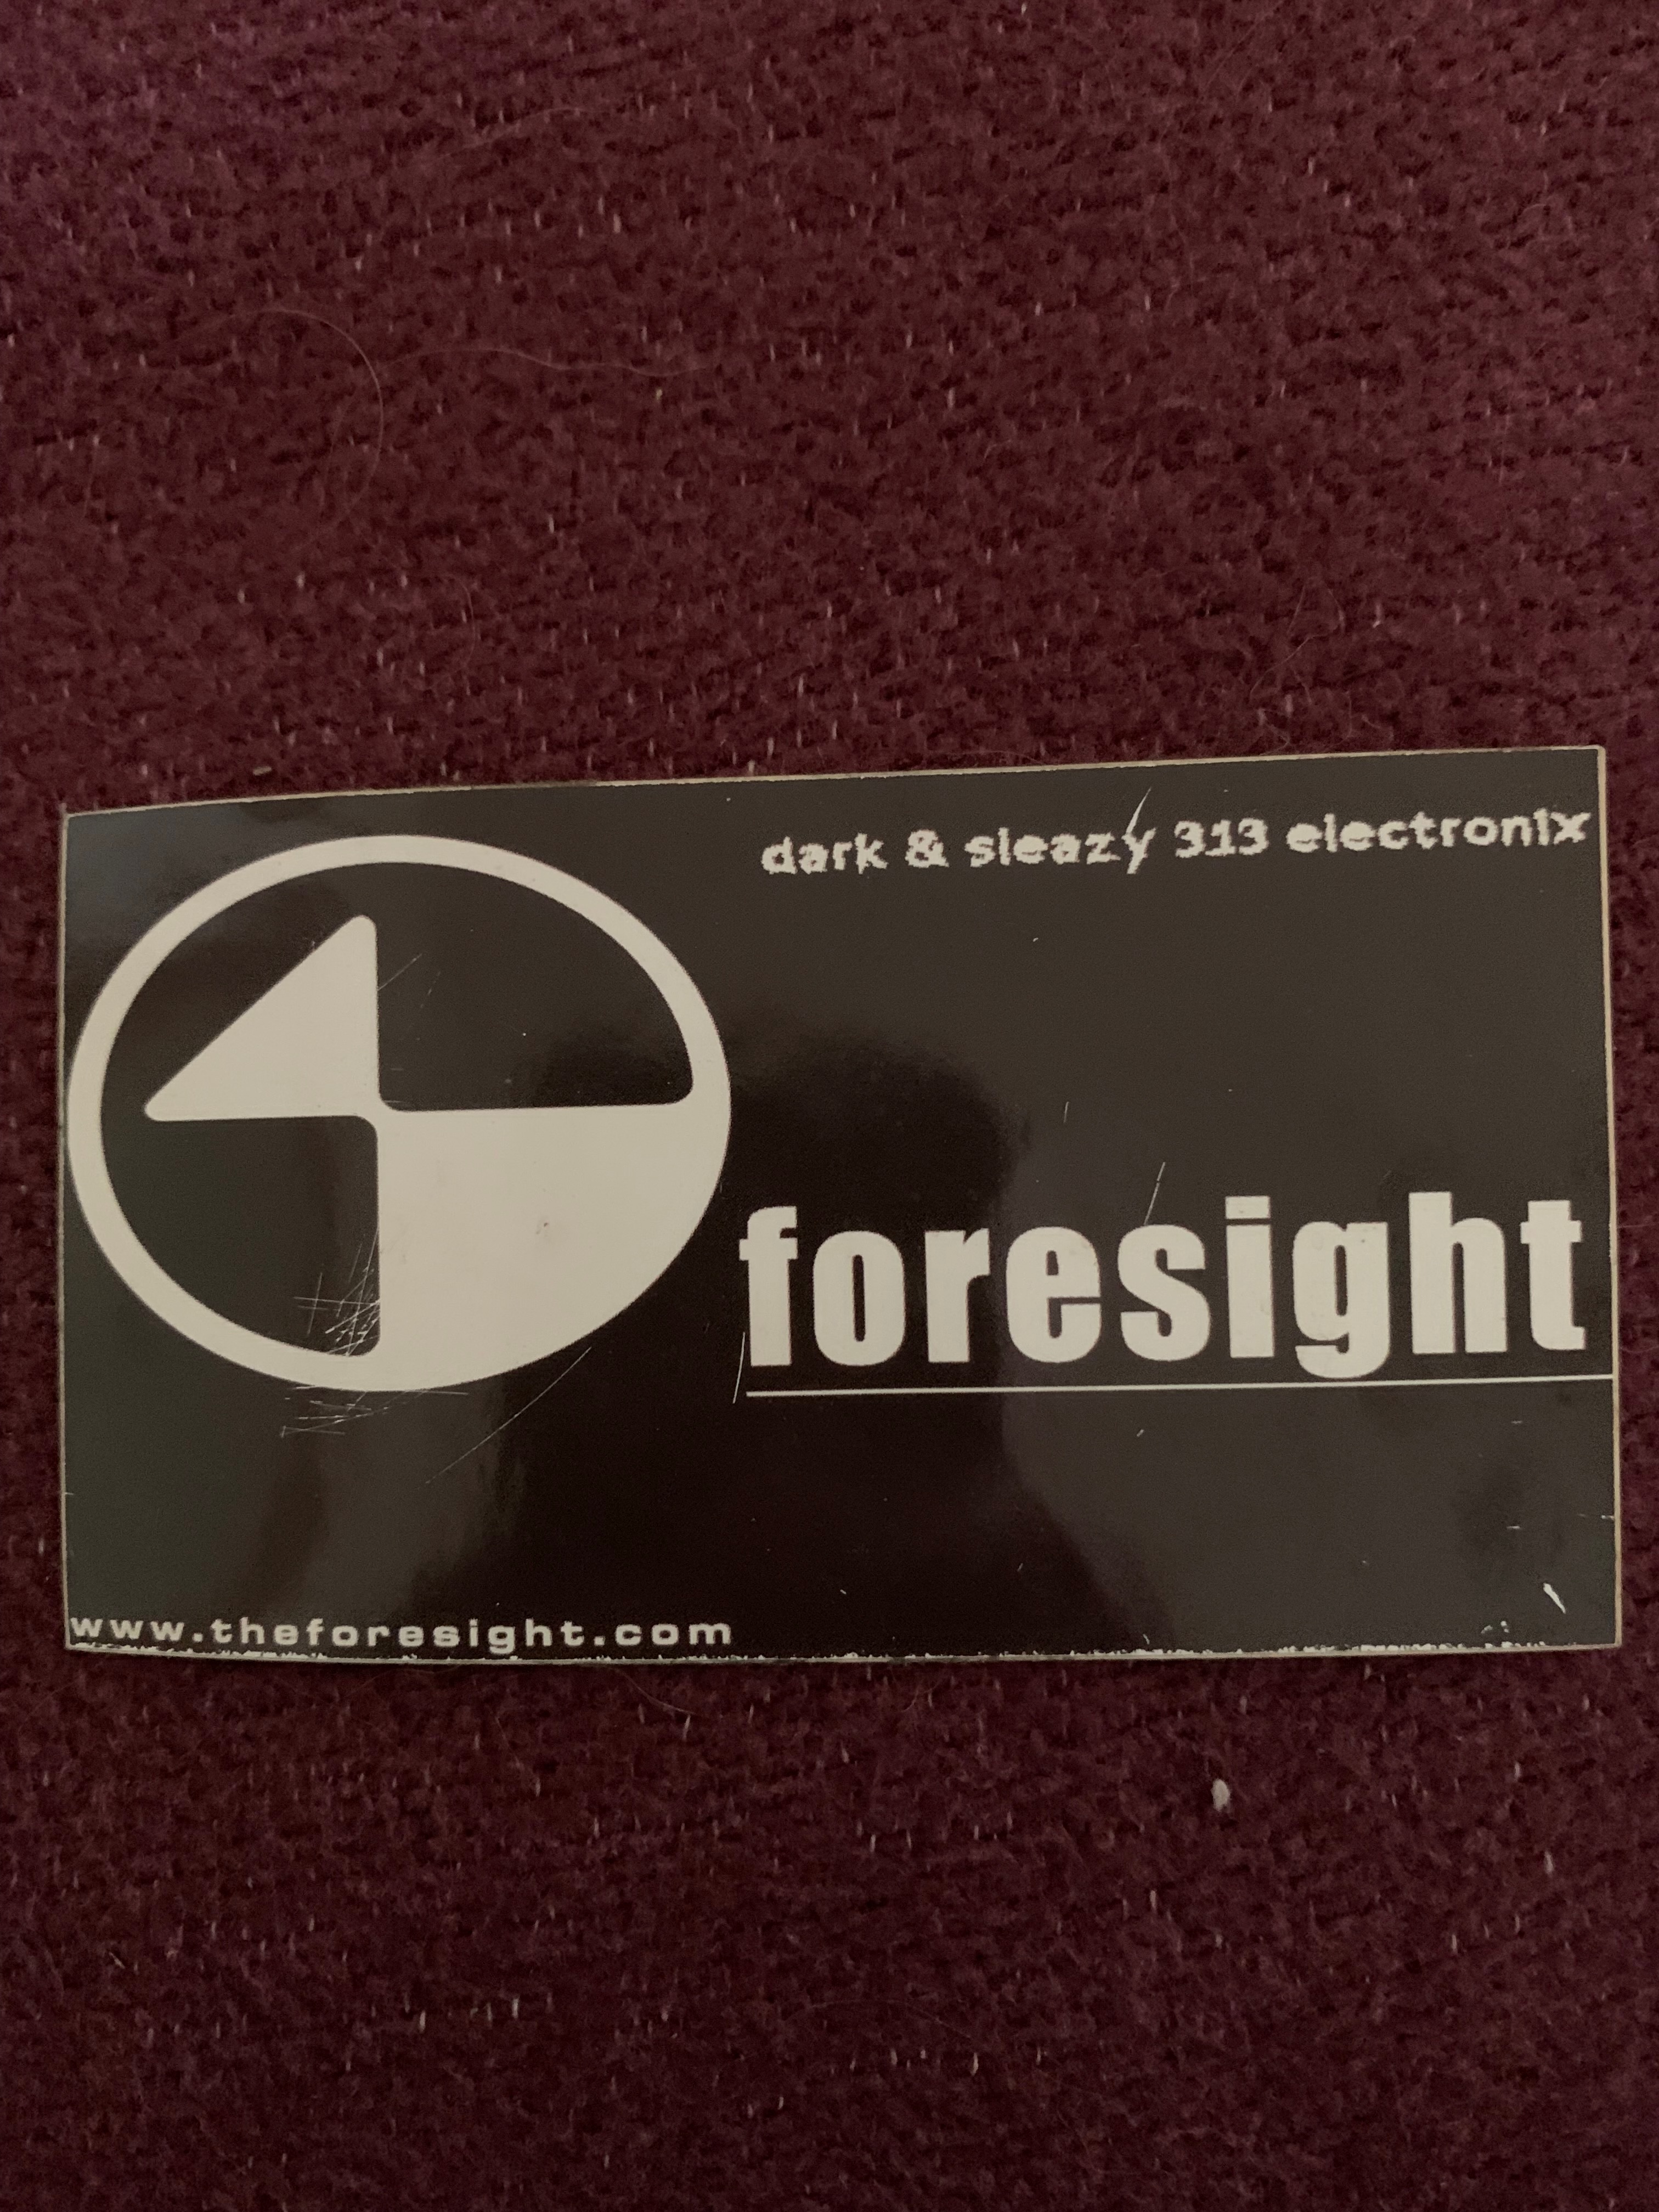 dark & sleazy 313 electronix
foresight
www.theforesight.com